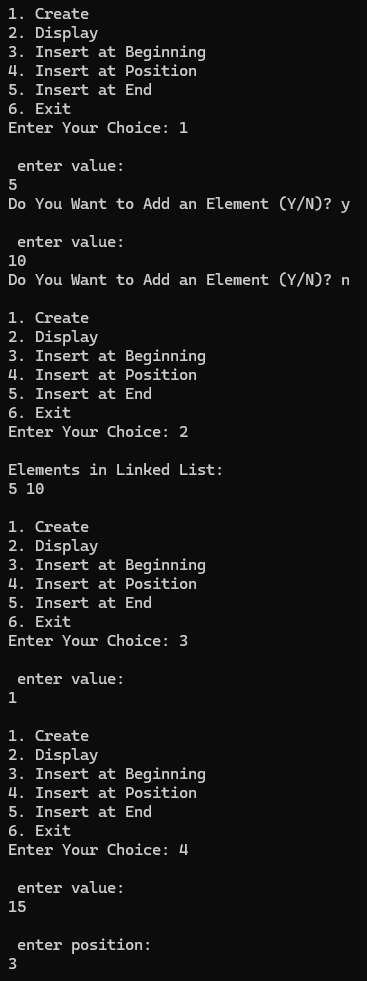 1. Create
2. Display
3. Insert at Beginning
4. Insert at Position
5. Insert at End
6. Exit
Enter Your Choice: 1
enter value:
5
Do You Want to Add an Element (Y/N)? y
enter value:
10
Do You Want to Add an Element (Y/N)? n
1. Create
2. Display
3. Insert at Beginning
4. Insert at Position
5. Insert at End
6. Exit
Enter Your Choice: 2
Elements in Linked List:
5 10
1. Create
2. Display
3. Insert at Beginning
4. Insert at Position
5. Insert at End
6. Exit
Enter Your Choice: 3
enter value:
1
1. Create
2. Display
3. Insert at Beginning
4. Insert at Position
5. Insert at End
6. Exit
Enter Your Choice: 4
enter value:
15
enter position:
3